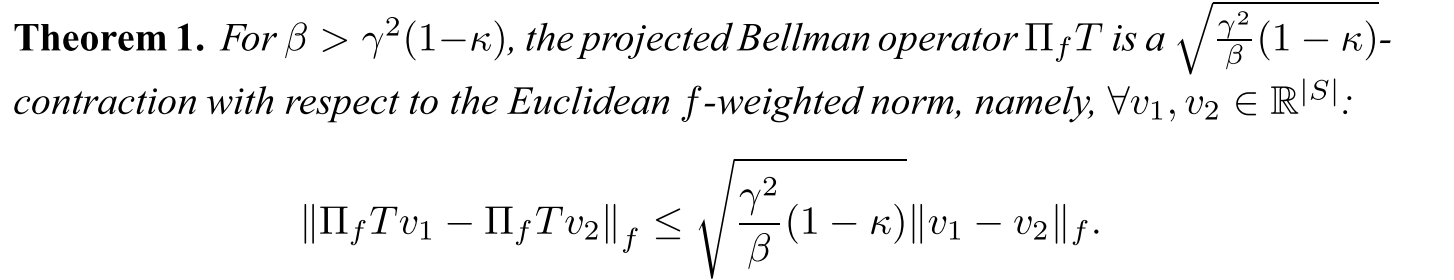 Theorem 1. For β > γ²(1−κ), the projected Bellman operator Π_f T is a √(γ²/β (1 − κ))-
contraction with respect to the Euclidean f-weighted norm, namely, ∀v₁, v₂ ∈ ℝ^|S|:
‖Π_f Tv₁ − Π_f Tv₂‖_f ≤ √(γ²/β (1 − κ))‖v₁ − v₂‖_f.